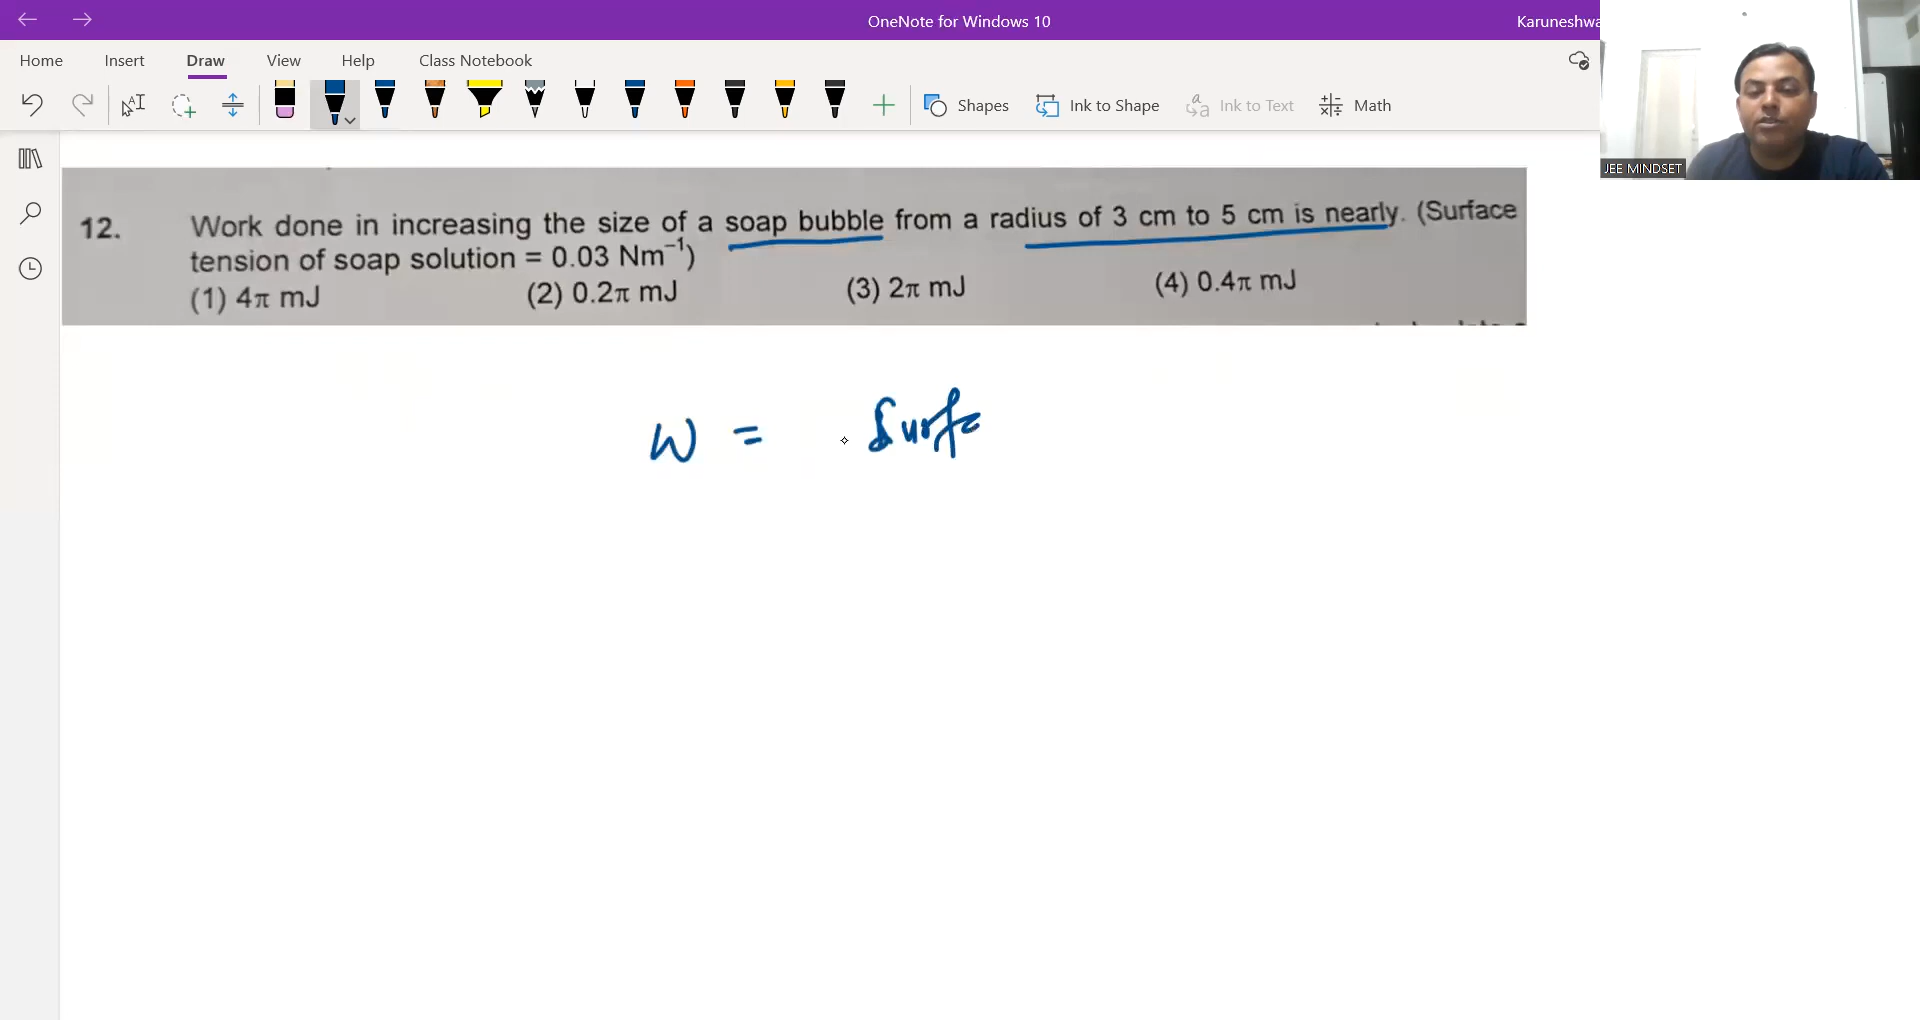 OneNote for Windows 10
Karuneshwa
Home Insert Draw View Help Class Notebook
Shapes Ink to Shape Ink to Text Math
JEE MINDSET
12. Work done in increasing the size of a soap bubble from a radius of 3 cm to 5 cm is nearly. (Surface
tension of soap solution = 0.03 Nm⁻¹)
(1) 4π mJ (2) 0.2π mJ (3) 2π mJ (4) 0.4π mJ
W = Surfc